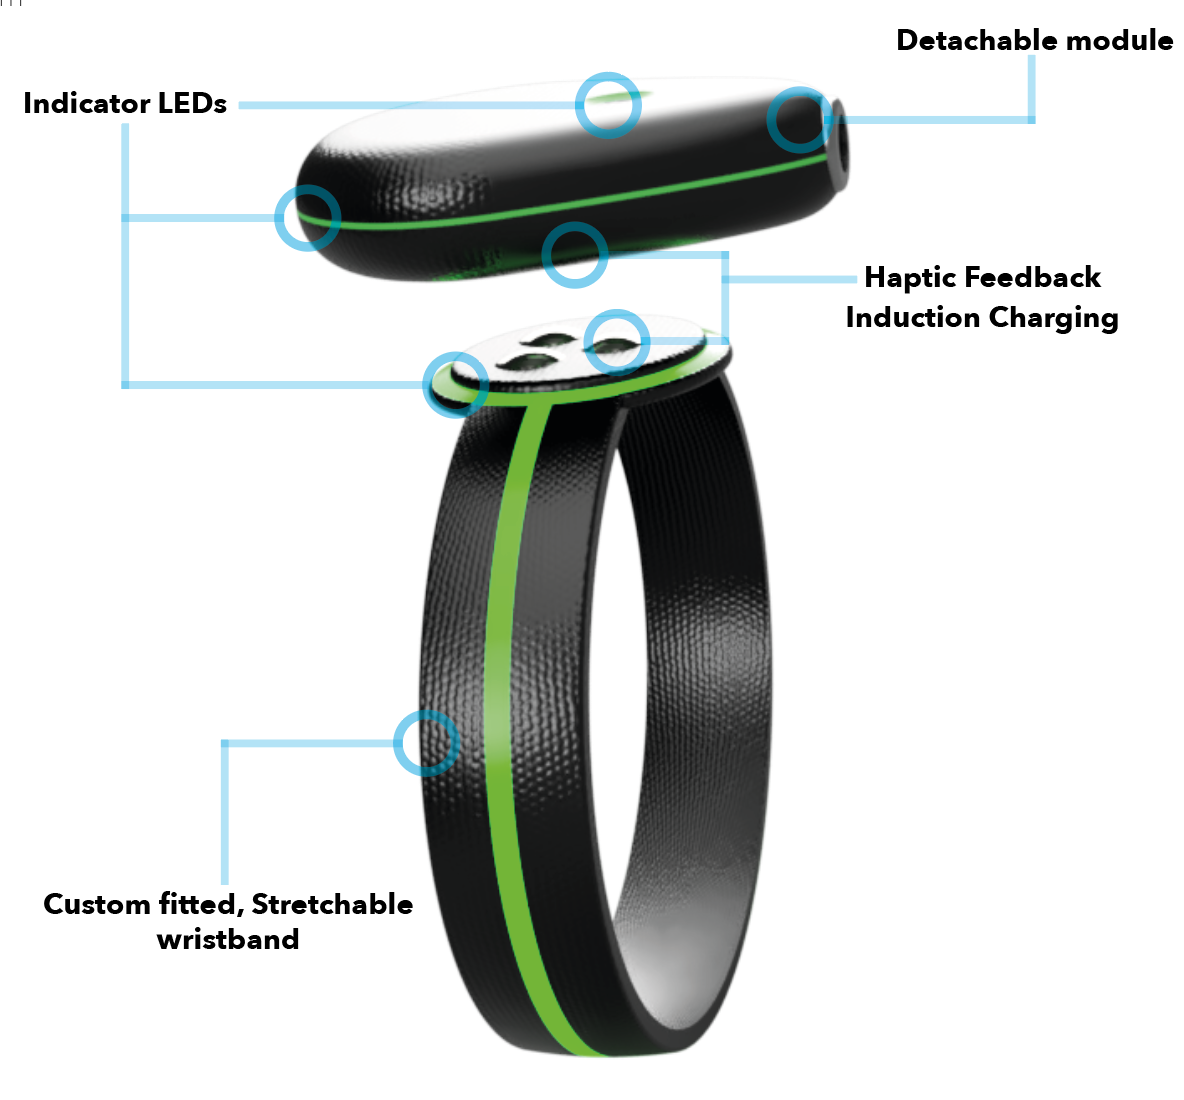 Detachable module
Indicator LEDs
Haptic Feedback
Induction Charging
Custom fitted, Stretchable
wristband